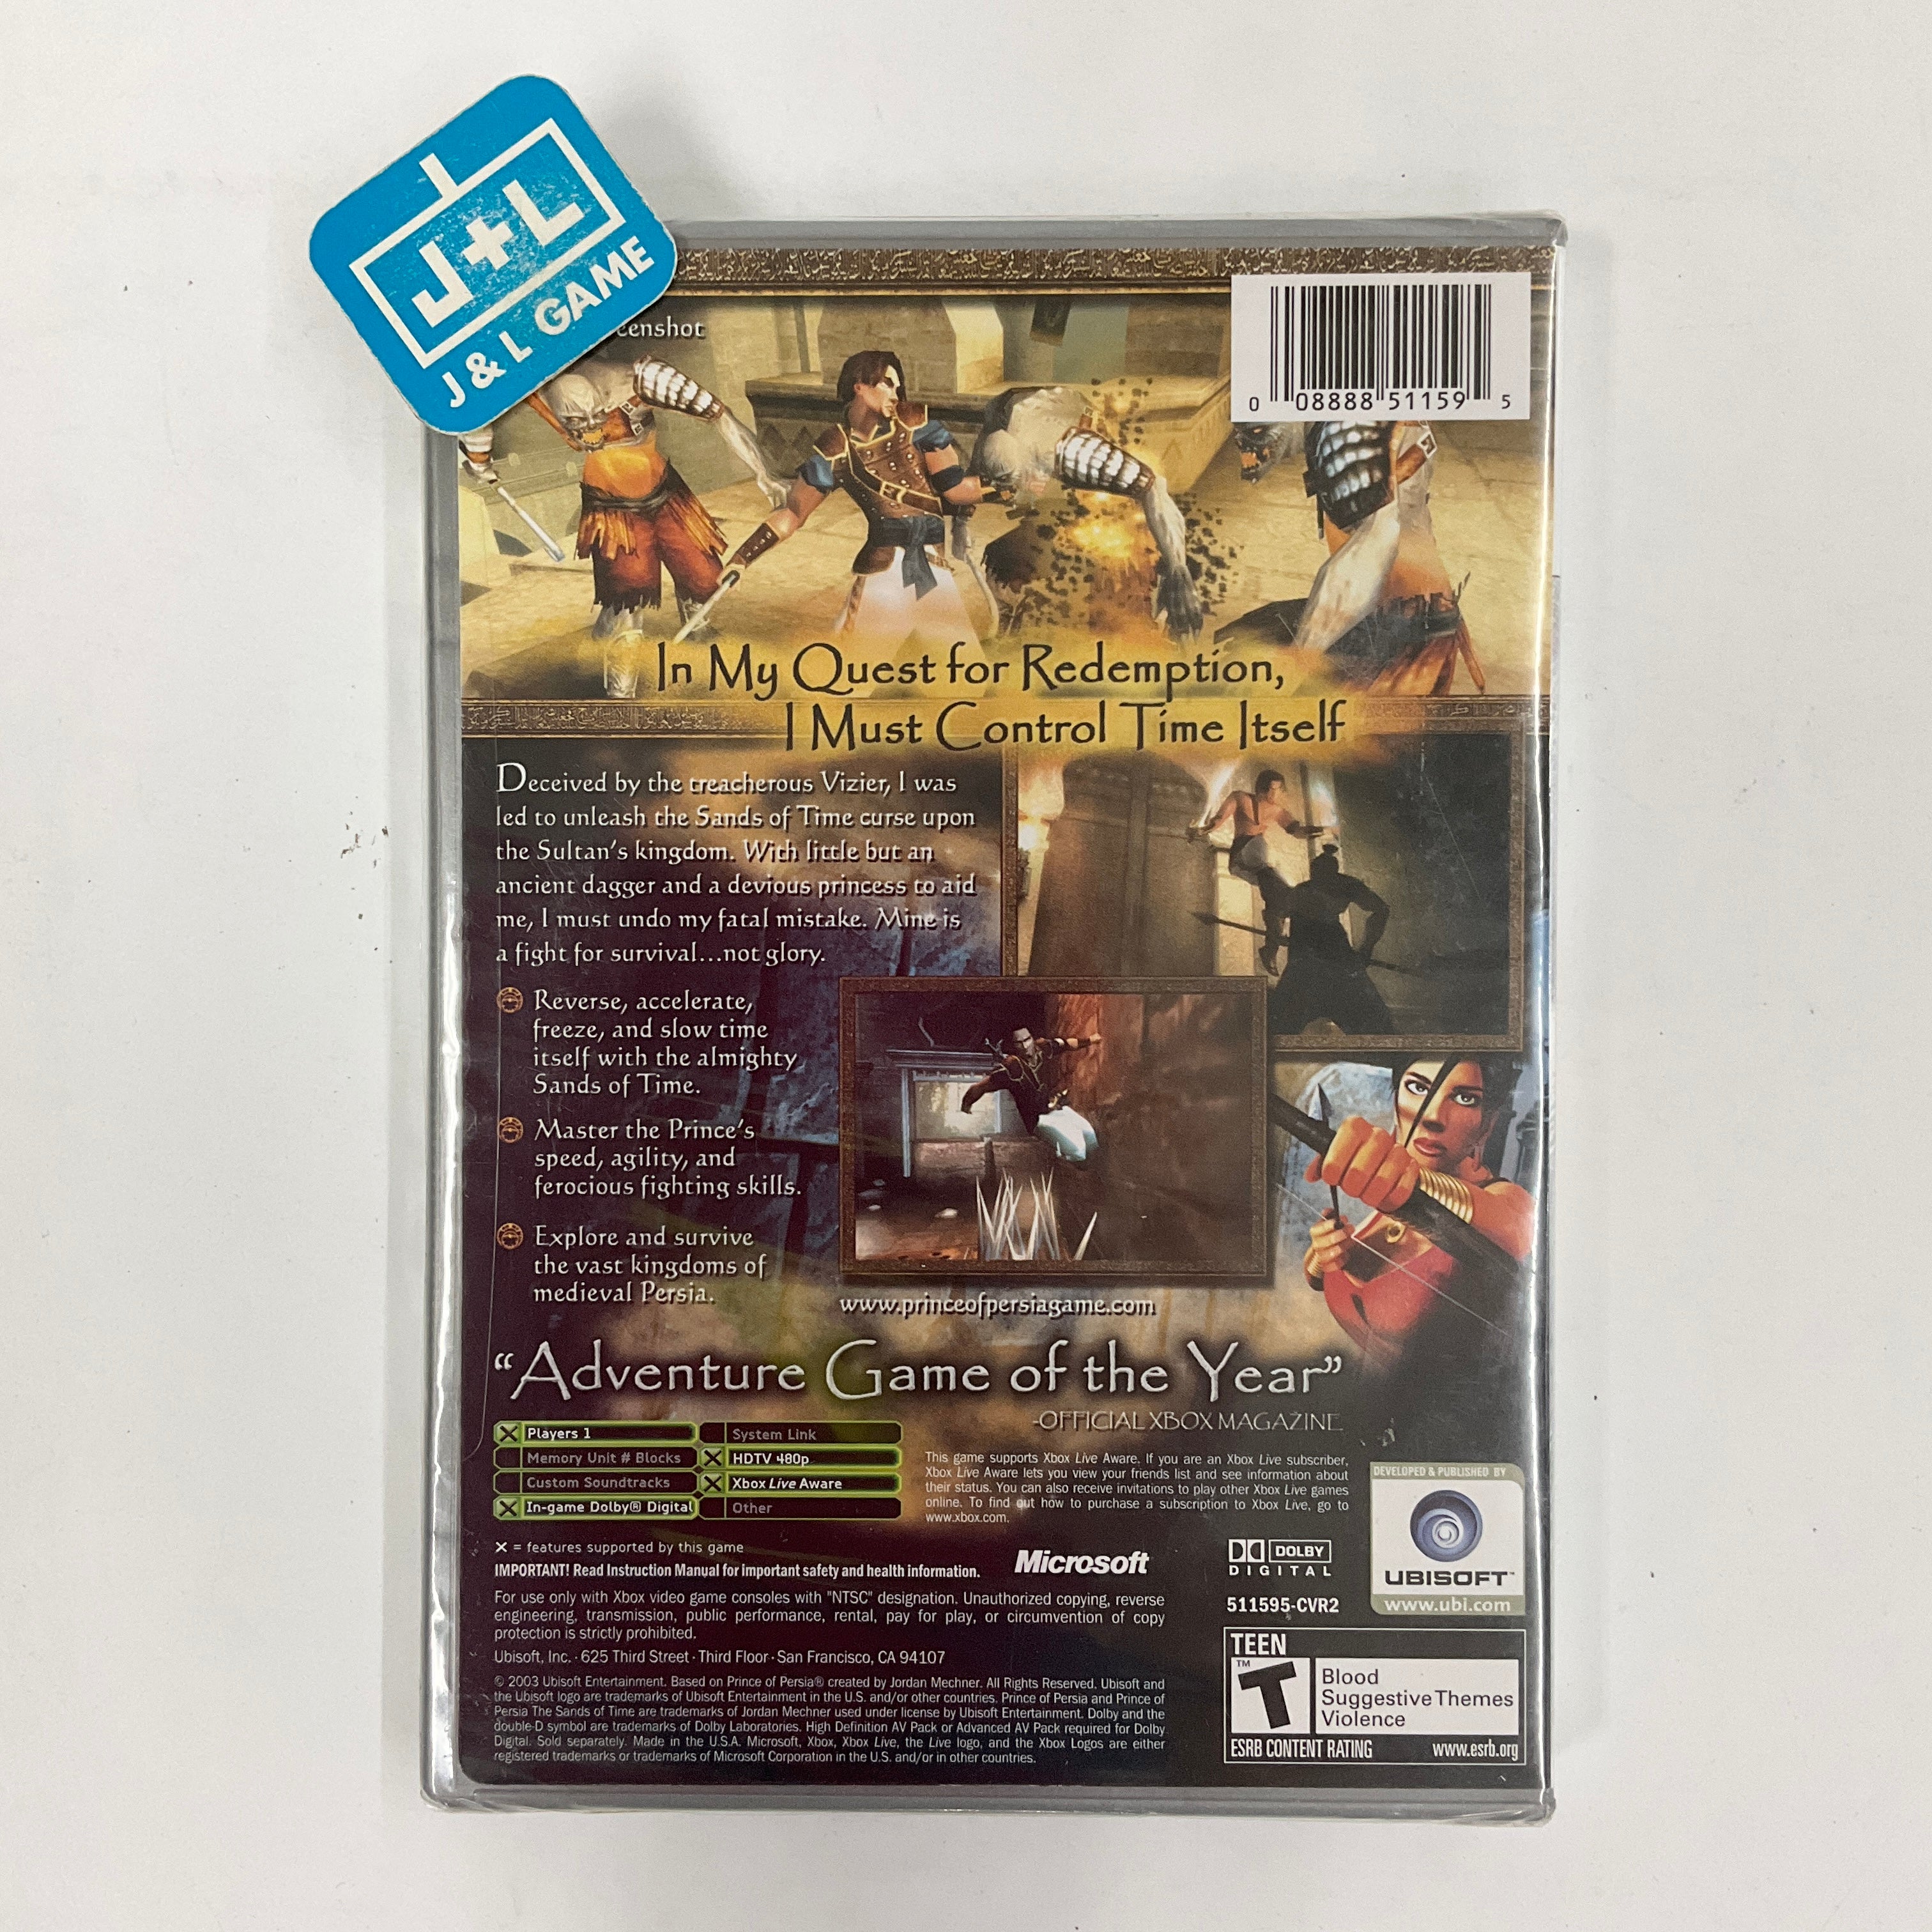 J+L
J & L GAME
0 08888 51159 5
In My Quest for Redemption,
I Must Control Time Itself
Deceived by the treacherous Vizier, I was
led to unleash the Sands of Time curse upon
the Sultan's kingdom. With little but an
ancient dagger and a devious princess to aid
me, I must undo my fatal mistake. Mine is
a fight for survival...not glory.
Reverse, accelerate,
freeze, and slow time
itself with the almighty
Sands of Time.
Master the Prince's
speed, agility, and
ferocious fighting skills.
Explore and survive
the vast kingdoms of
medieval Persia.
www.princeofpersiagame.com
"Adventure Game of the Year"
-OFFICIAL XBOX MAGAZINE
X Players 1
System Link
Memory Unit # Blocks
X HDTV 480p
Custom Soundtracks
X Xbox Live Aware
X In-game Dolby® Digital
Other
This game supports Xbox Live Aware. If you are an Xbox Live subscriber,
Xbox Live Aware lets you view your friends list and see information about
their status. You can also receive invitations to play other Xbox Live games
online. To find out how to purchase a subscription to Xbox Live, go to
www.xbox.com.
DEVELOPED & PUBLISHED BY
UBISOFT™
www.ubi.com
X = features supported by this game
IMPORTANT! Read Instruction Manual for important safety and health information.
Microsoft
DOLBY
DIGITAL
511595-CVR2
For use only with Xbox video game consoles with "NTSC" designation. Unauthorized copying, reverse
engineering, transmission, public performance, rental, pay for play, or circumvention of copy
protection is strictly prohibited.
Ubisoft, Inc. · 625 Third Street · Third Floor · San Francisco, CA 94107
© 2003 Ubisoft Entertainment. Based on Prince of Persia® created by Jordan Mechner. All Rights Reserved. Ubisoft and
the Ubisoft logo are trademarks of Ubisoft Entertainment in the U.S. and/or other countries. Prince of Persia and Prince of
Persia The Sands of Time are trademarks of Jordan Mechner used under license by Ubisoft Entertainment. Dolby and the
double-D symbol are trademarks of Dolby Laboratories. High Definition AV Pack or Advanced AV Pack required for Dolby
Digital. Sold separately. Made in the U.S.A. Microsoft, Xbox, Xbox Live, the Live logo, and the Xbox Logos are either
registered trademarks or trademarks of Microsoft Corporation in the U.S. and/or in other countries.
TEEN
T™
Blood
Suggestive Themes
Violence
ESRB CONTENT RATING
www.esrb.org